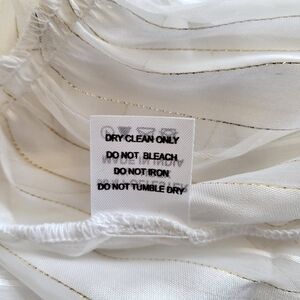 DRY CLEAN ONLY
DO NOT BLEACH
DO NOT IRON
DO NOT TUMBLE DRY